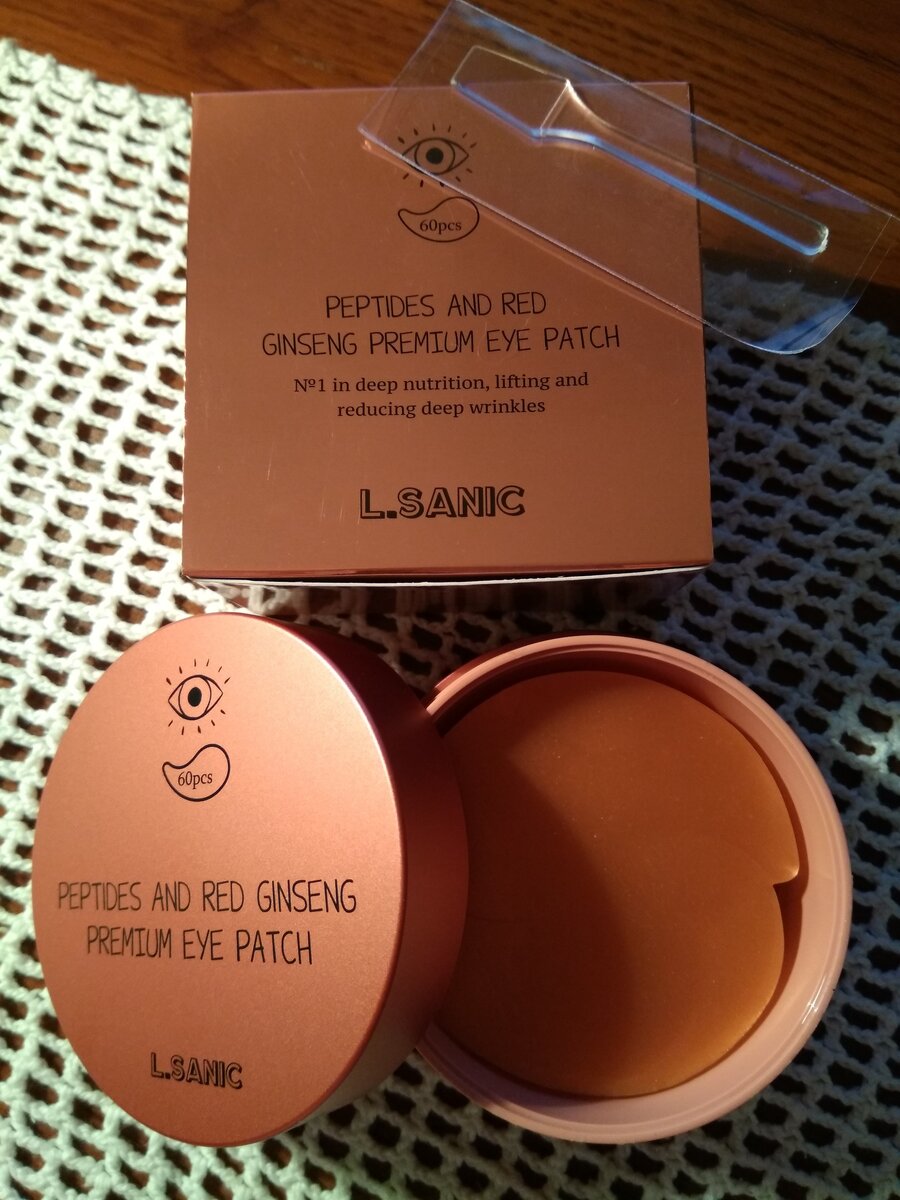 60pcs
PEPTIDES AND RED
GINSENG PREMIUM EYE PATCH
№1 in deep nutrition, lifting and
reducing deep wrinkles
L.SANIC
60pcs
PEPTIDES AND RED GINSENG
PREMIUM EYE PATCH
L.SANIC